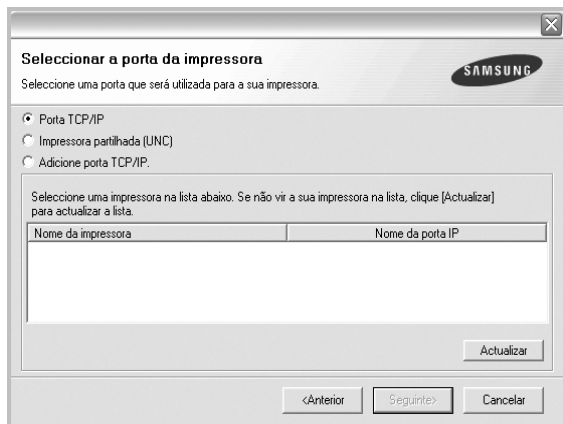 Seleccionar a porta da impressora
Seleccione uma porta que será utilizada para a sua impressora.
SAMSUNG
Porta TCP/IP
Impressora partilhada (UNC)
Adicione porta TCP/IP.
Seleccione uma impressora na lista abaixo. Se não vir a sua impressora na lista, clique [Actualizar]
para actualizar a lista.
Nome da impressora
Nome da porta IP
Actualizar
<Anterior
Seguinte>
Cancelar